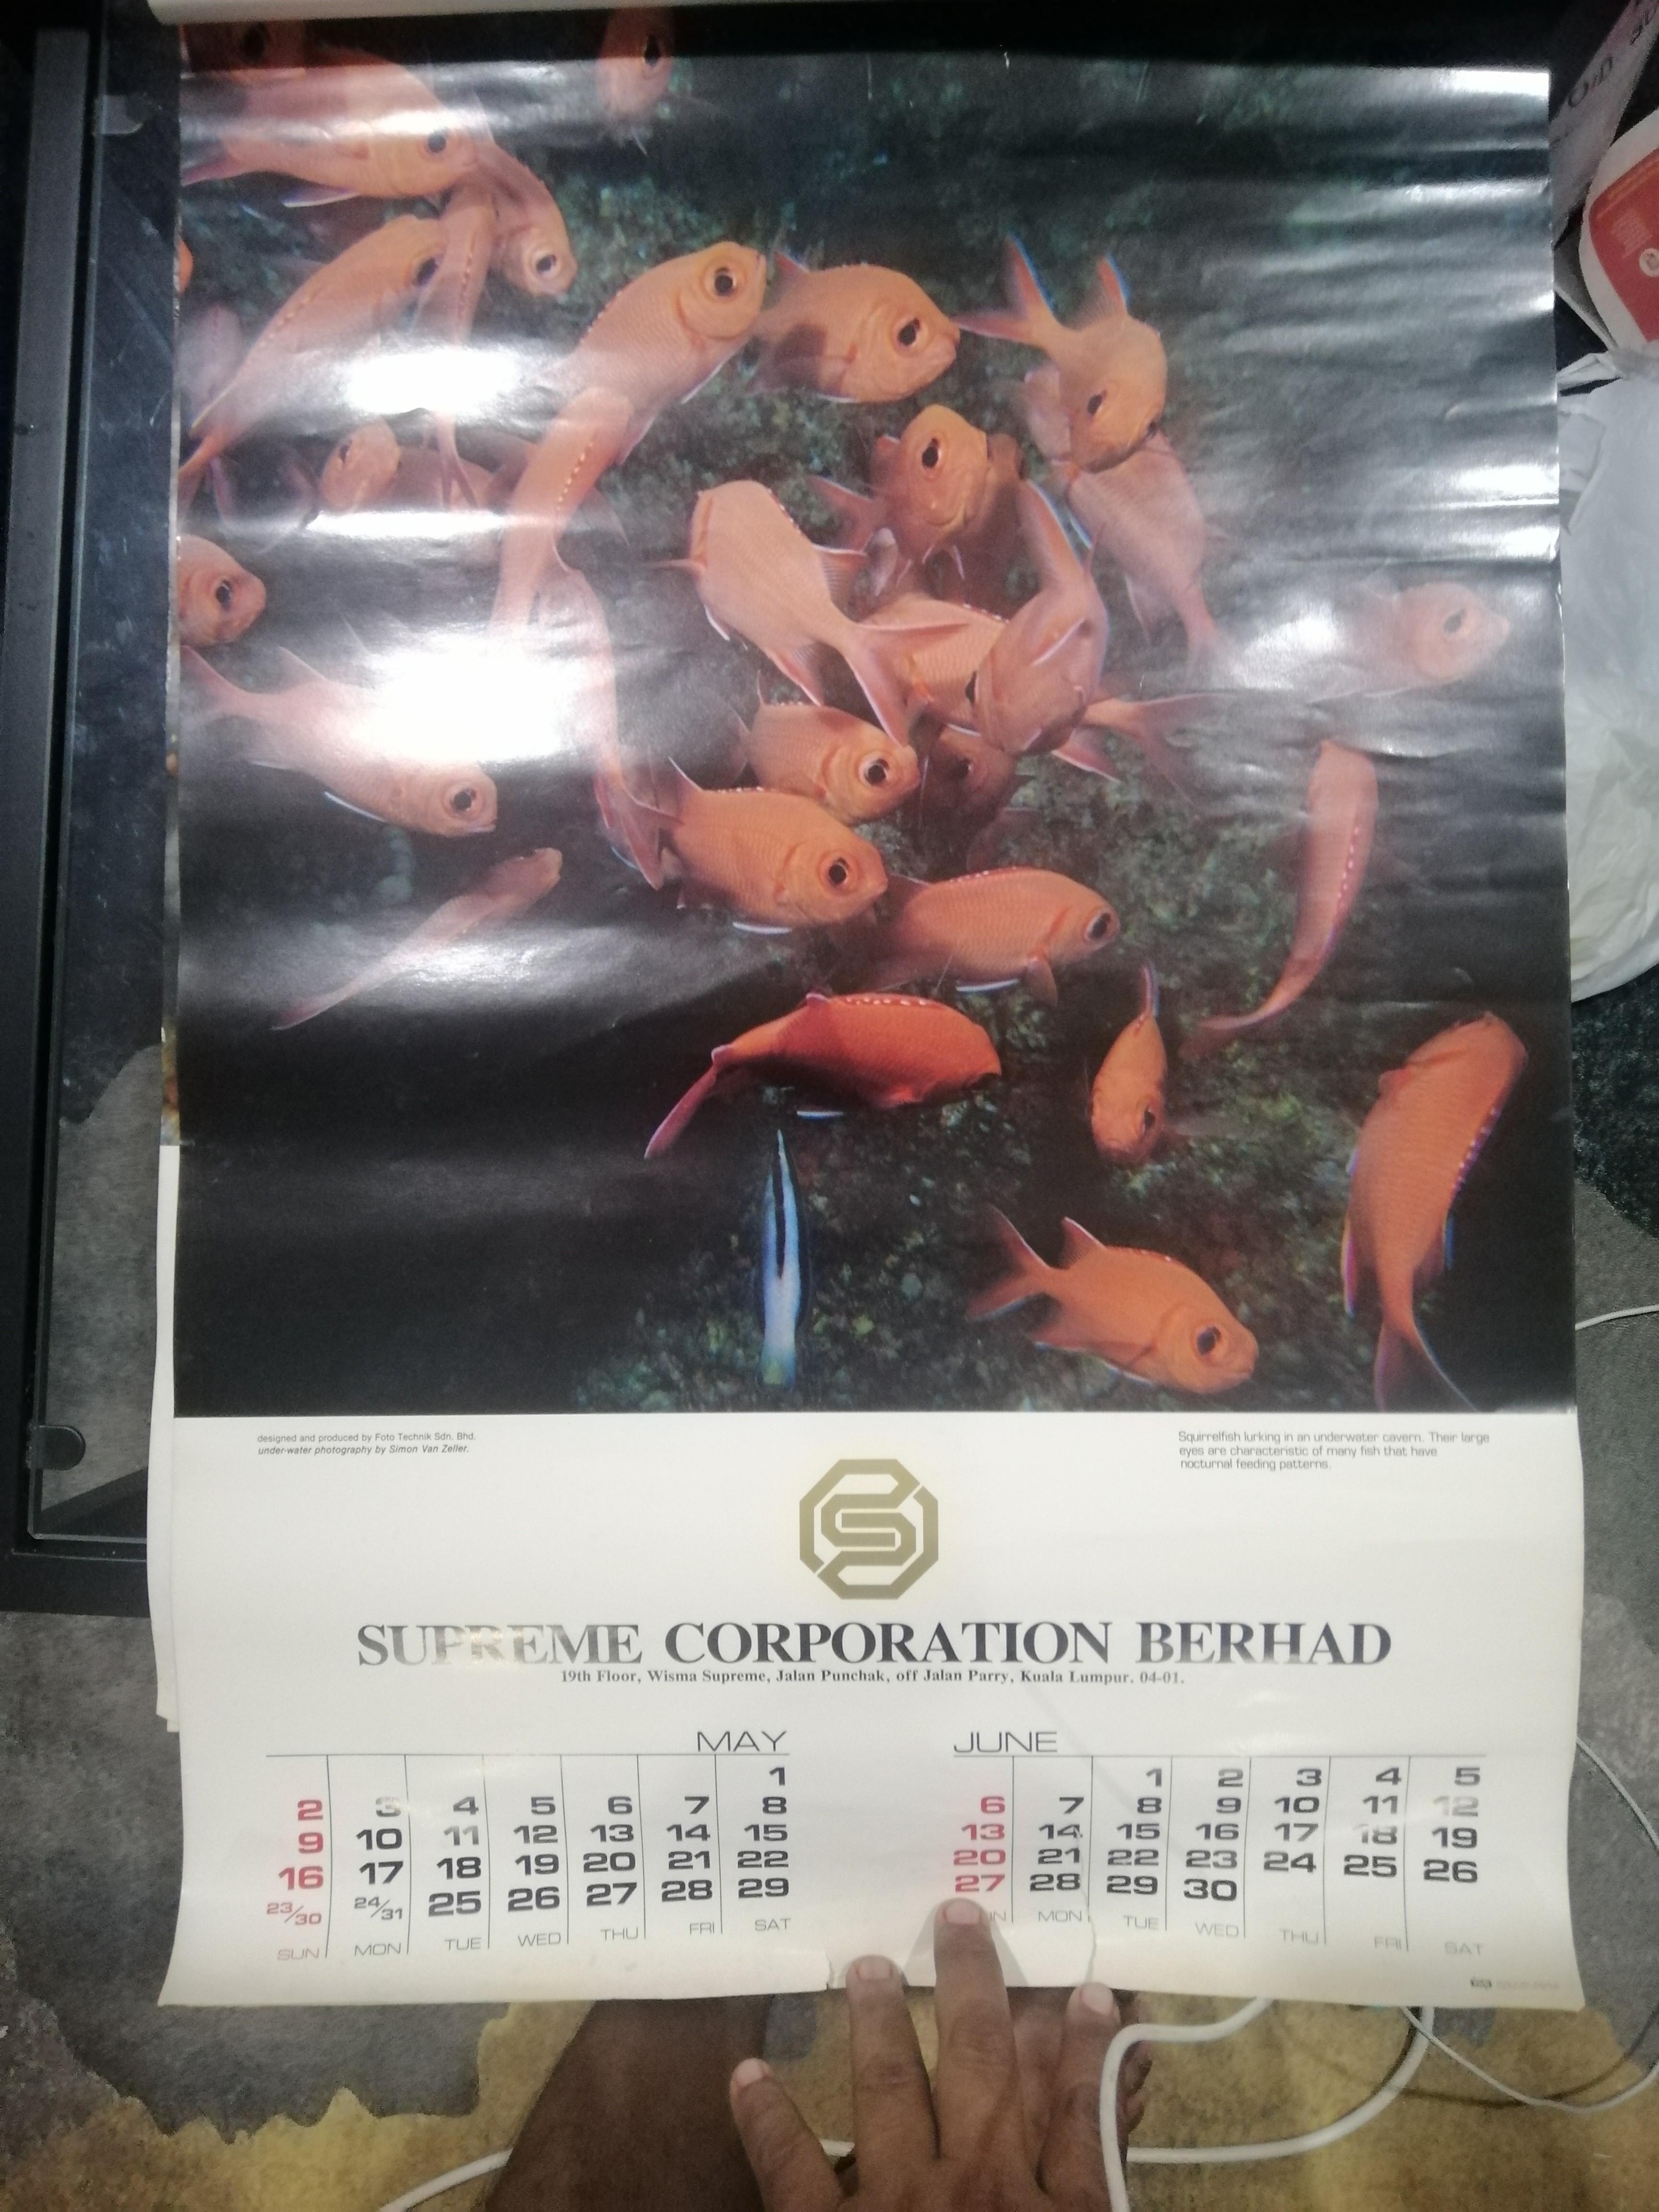 designed and produced by Foto Technik Sdn. Bhd.
under-water photography by Simon Van Zeller.
Squirrelfish lurking in an underwater cavern. Their large
eyes are characteristic of many fish that have
nocturnal feeding patterns.
SUPREME CORPORATION BERHAD
19th Floor, Wisma Supreme, Jalan Punchak, off Jalan Parry, Kuala Lumpur. 04-01.
MAY
1
2 3 4 5 6 7 8
9 10 11 12 13 14 15
16 17 18 19 20 21 22
23/30 24/31 25 26 27 28 29
SUN MON TUE WED THU FRI SAT
JUNE
1 2 3 4 5
6 7 8 9 10 11 12
13 14 15 16 17 18 19
20 21 22 23 24 25 26
27 28 29 30
MON TUE WED THU FRI SAT